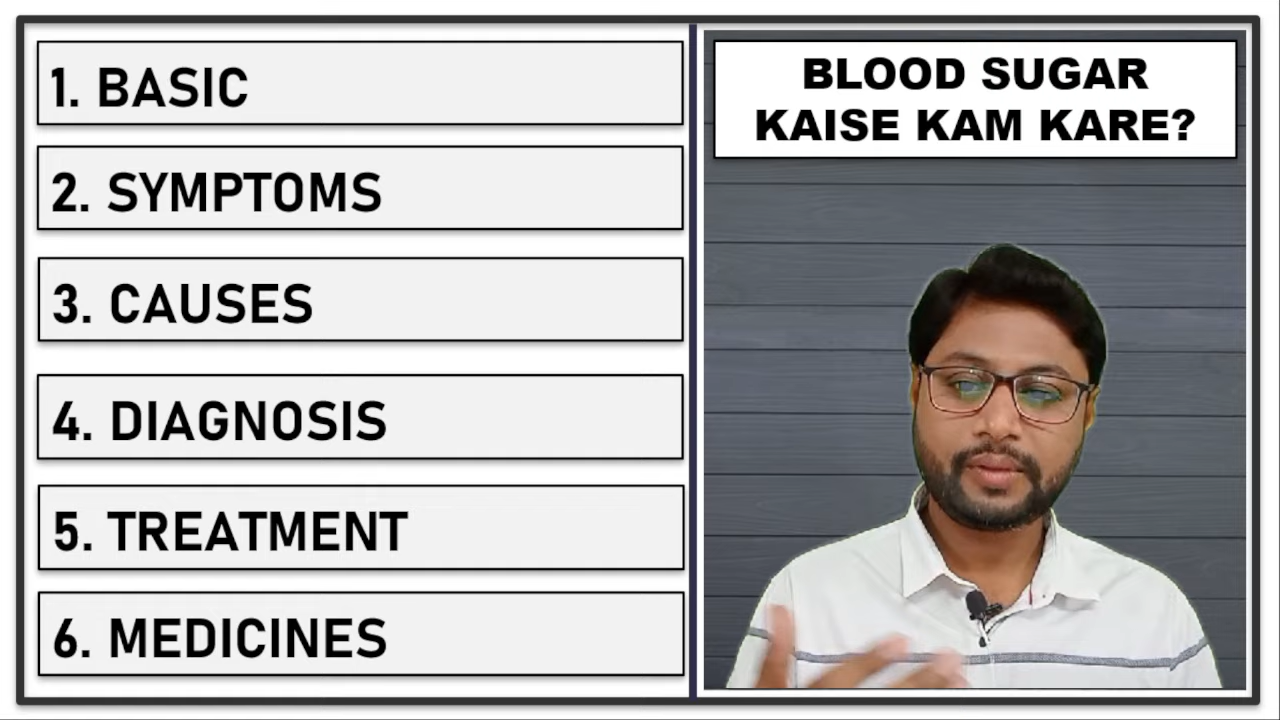 1. BASIC
2. SYMPTOMS
3. CAUSES
4. DIAGNOSIS
5. TREATMENT
6. MEDICINES
BLOOD SUGAR
KAISE KAM KARE?